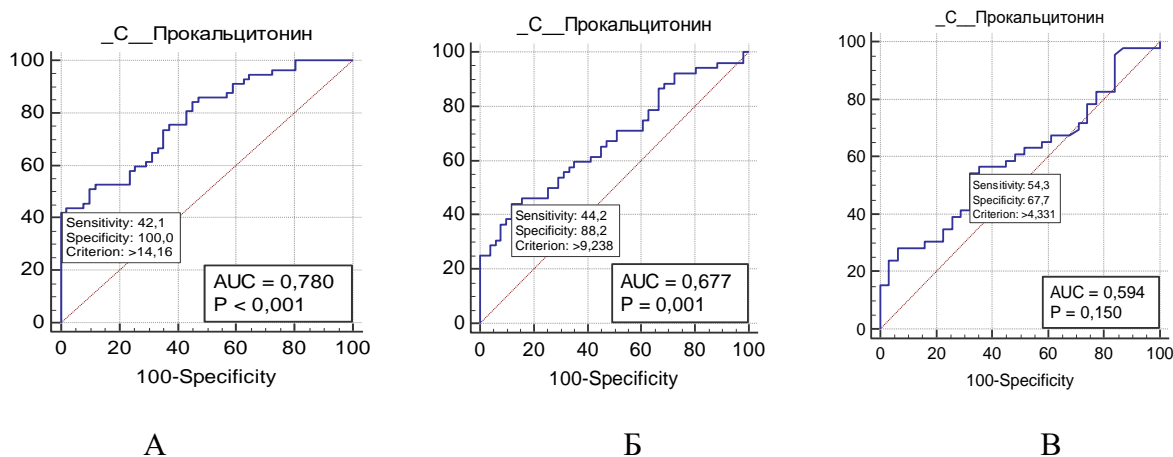 _C__Прокальцитонин
100
80
60
40
20
0
Sensitivity: 42,1
Specificity: 100,0
Criterion: >14,16
AUC = 0,780
P < 0,001
0 20 40 60 80 100
100-Specificity
А
_C__Прокальцитонин
100
80
60
40
20
0
Sensitivity: 44,2
Specificity: 88,2
Criterion: >9,238
AUC = 0,677
P = 0,001
0 20 40 60 80 100
100-Specificity
Б
_C__Прокальцитонин
100
80
60
40
20
0
Sensitivity: 54,3
Specificity: 67,7
Criterion: >4,331
AUC = 0,594
P = 0,150
0 20 40 60 80 100
100-Specificity
В